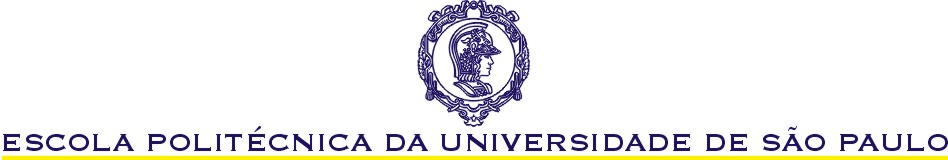 ESCOLA POLITÉCNICA DA UNIVERSIDADE DE SÃO PAULO